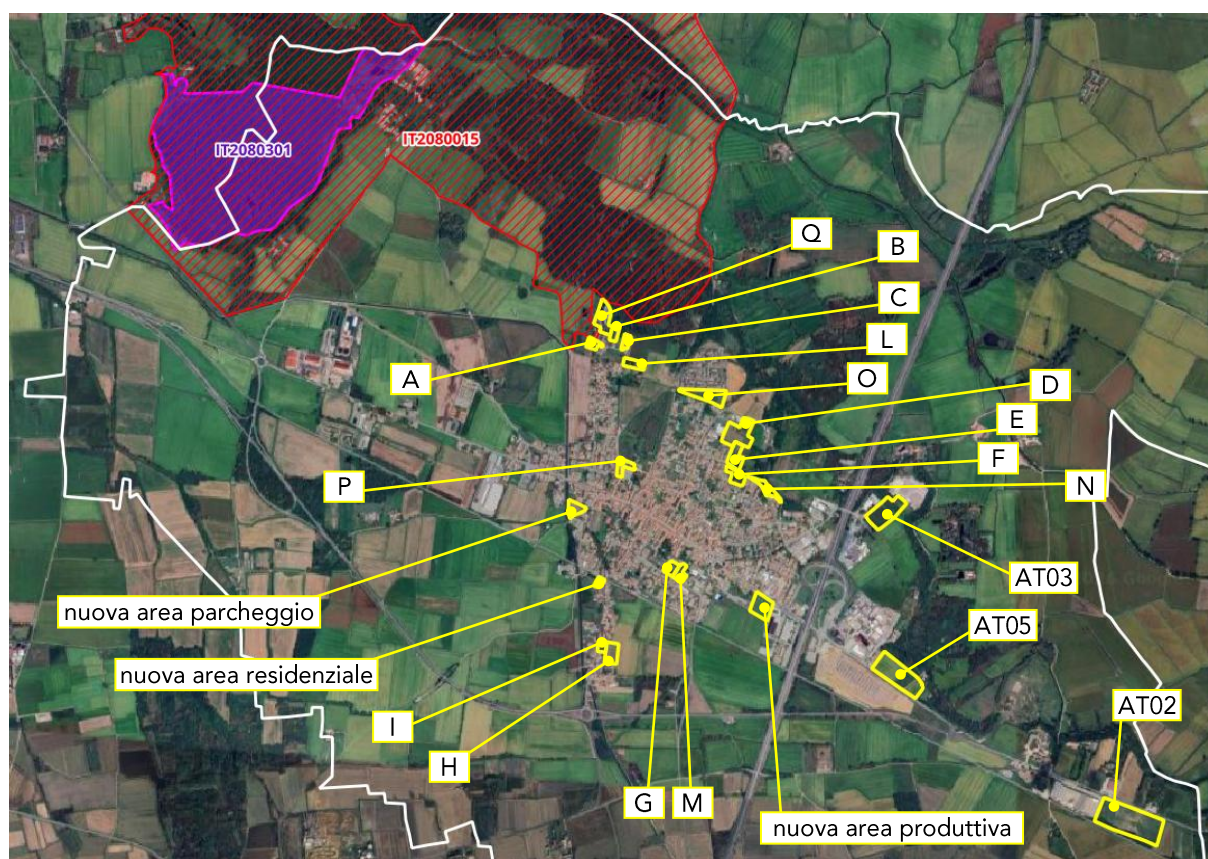 IT2080015
IT2080301
Q
B
C
L
A
O
D
E
F
P
N
AT03
nuova area parcheggio
AT05
nuova area residenziale
AT02
I
H
G
M
nuova area produttiva